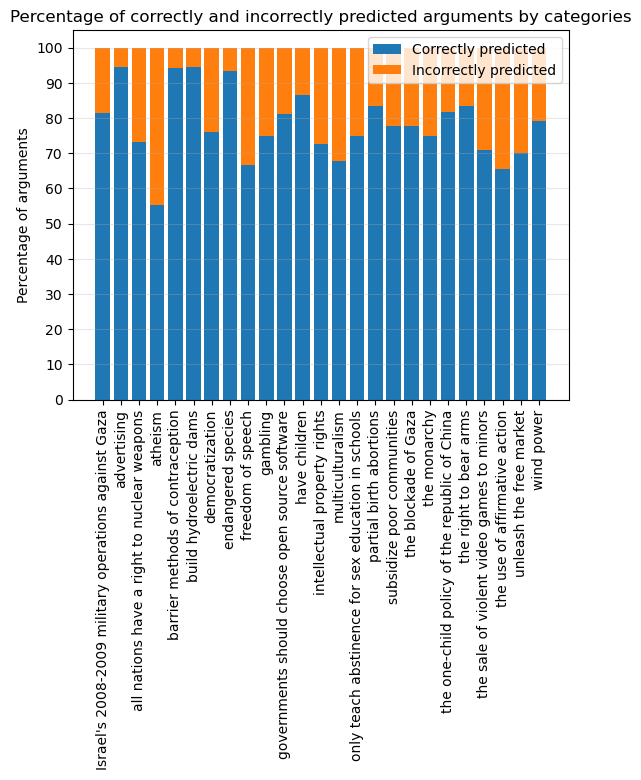 Percentage of correctly and incorrectly predicted arguments by categories
Correctly predicted
Incorrectly predicted
Percentage of arguments
100
90
80
70
60
50
40
30
20
10
0
Israel's 2008-2009 military operations against Gaza
advertising
all nations have a right to nuclear weapons
atheism
barrier methods of contraception
build hydroelectric dams
democratization
endangered species
freedom of speech
gambling
governments should choose open source software
have children
intellectual property rights
multiculturalism
only teach abstinence for sex education in schools
partial birth abortions
subsidize poor communities
the blockade of Gaza
the monarchy
the one-child policy of the republic of China
the right to bear arms
the sale of violent video games to minors
the use of affirmative action
unleash the free market
wind power